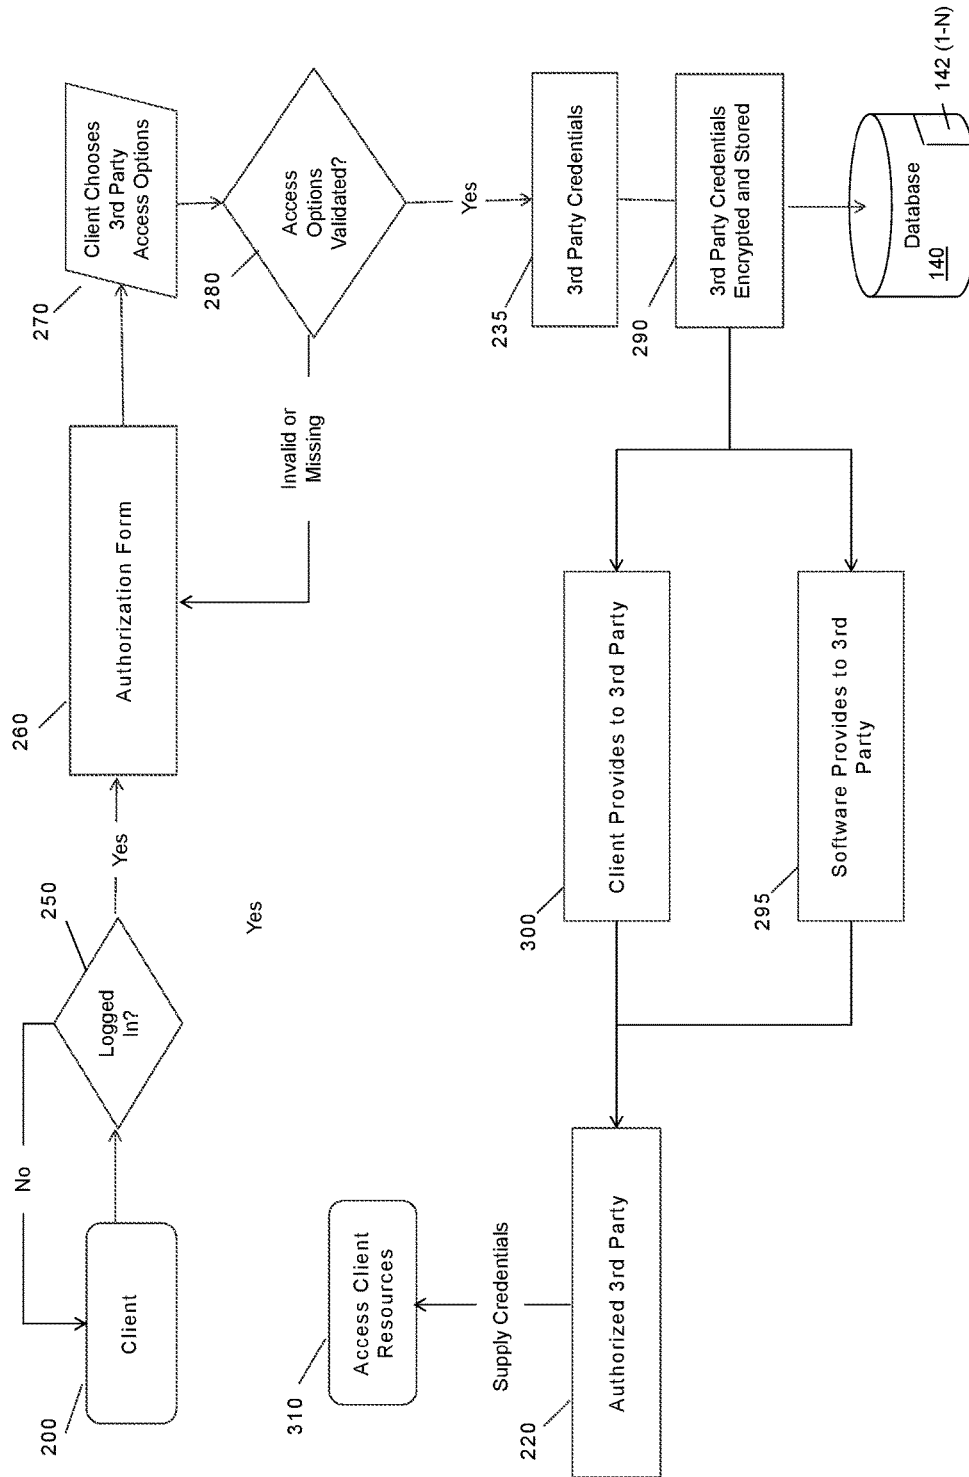 No
200
Client
Logged
In?
250
Yes
Yes
260
Authorization Form
270
Client Chooses
3rd Party
Access Options
280
Access
Options
Validated?
Invalid or
Missing
Yes
235
3rd Party Credentials
290
3rd Party Credentials
Encrypted and Stored
Database
140
142 (1-N)
300
Client Provides to 3rd Party
295
Software Provides to 3rd
Party
220
Authorized 3rd Party
Supply Credentials
310
Access Client
Resources